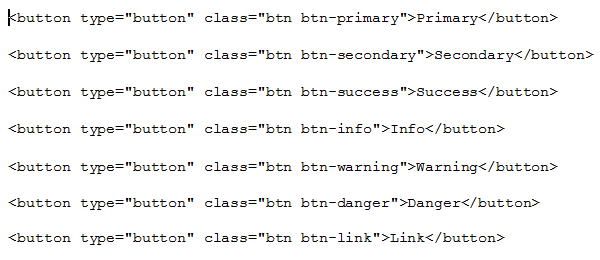 <button type="button" class="btn btn-primary">Primary</button>
<button type="button" class="btn btn-secondary">Secondary</button>
<button type="button" class="btn btn-success">Success</button>
<button type="button" class="btn btn-info">Info</button>
<button type="button" class="btn btn-warning">Warning</button>
<button type="button" class="btn btn-danger">Danger</button>
<button type="button" class="btn btn-link">Link</button>